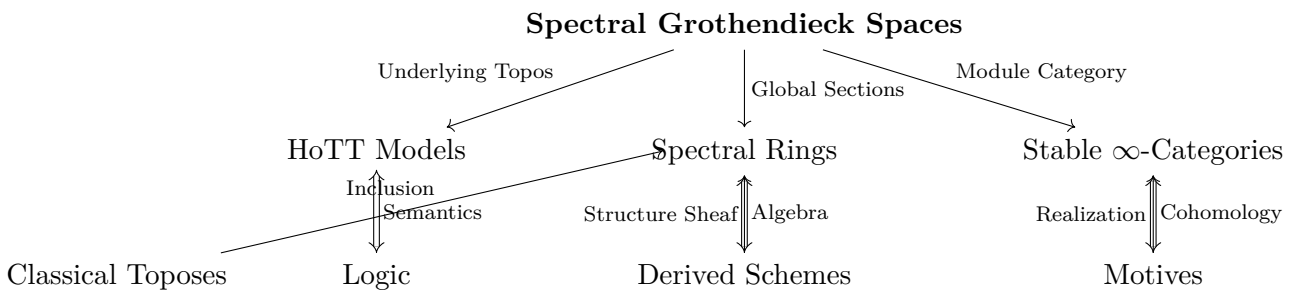 Spectral Grothendieck Spaces
Underlying Topos
Module Category
Global Sections
HoTT Models
Spectral Rings
Stable ∞-Categories
Inclusion
Semantics
Structure Sheaf
Algebra
Realization
Cohomology
Classical Toposes
Logic
Derived Schemes
Motives